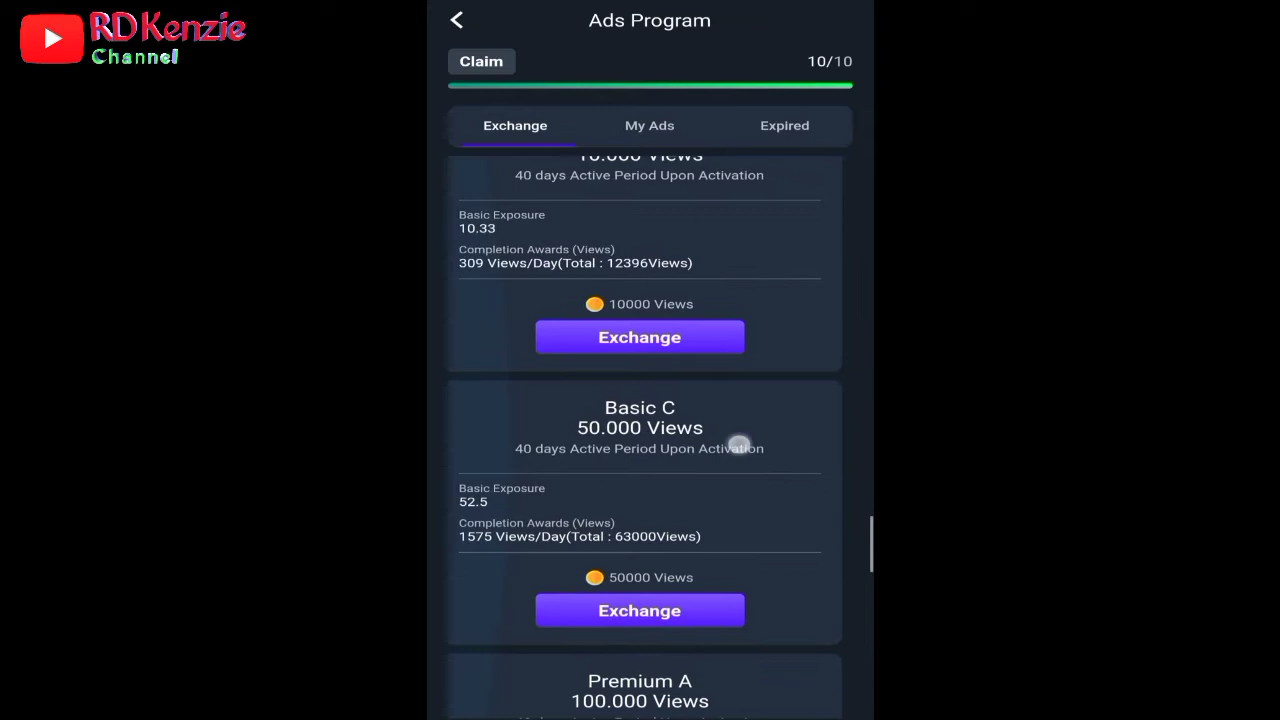 RDKenzie
Channel
Ads Program
Claim
10/10
Exchange
My Ads
Expired
10.000 Views
40 days Active Period Upon Activation
Basic Exposure
10.33
Completion Awards (Views)
309 Views/Day(Total : 12396Views)
10000 Views
Exchange
Basic C
50.000 Views
40 days Active Period Upon Activation
Basic Exposure
52.5
Completion Awards (Views)
1575 Views/Day(Total : 63000Views)
50000 Views
Exchange
Premium A
100.000 Views